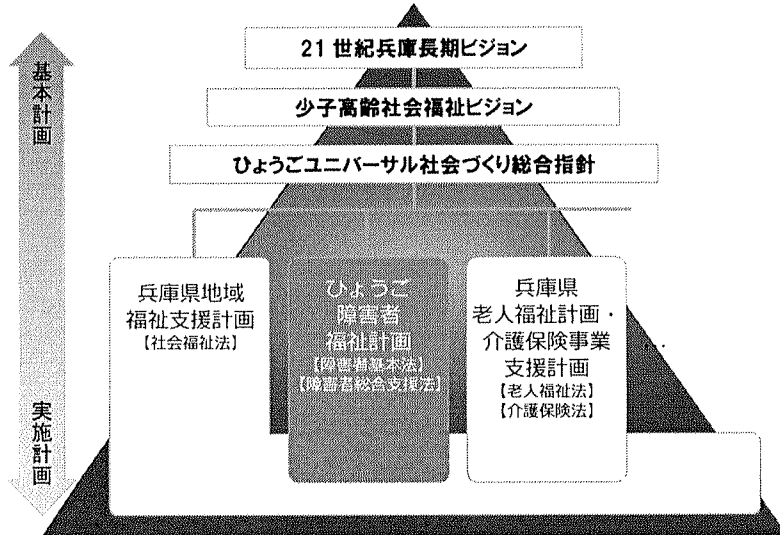 21世紀兵庫長期ビジョン
少子高齢社会福祉ビジョン
ひょうごユニバーサル社会づくり総合指針
基本計画
実施計画
兵庫県地域
福祉支援計画
【社会福祉法】
ひょうご
障害者
福祉計画
【障害者基本法】
【障害者総合支援法】
兵庫県
老人福祉計画・
介護保険事業
支援計画
【老人福祉法】
【介護保険法】
...